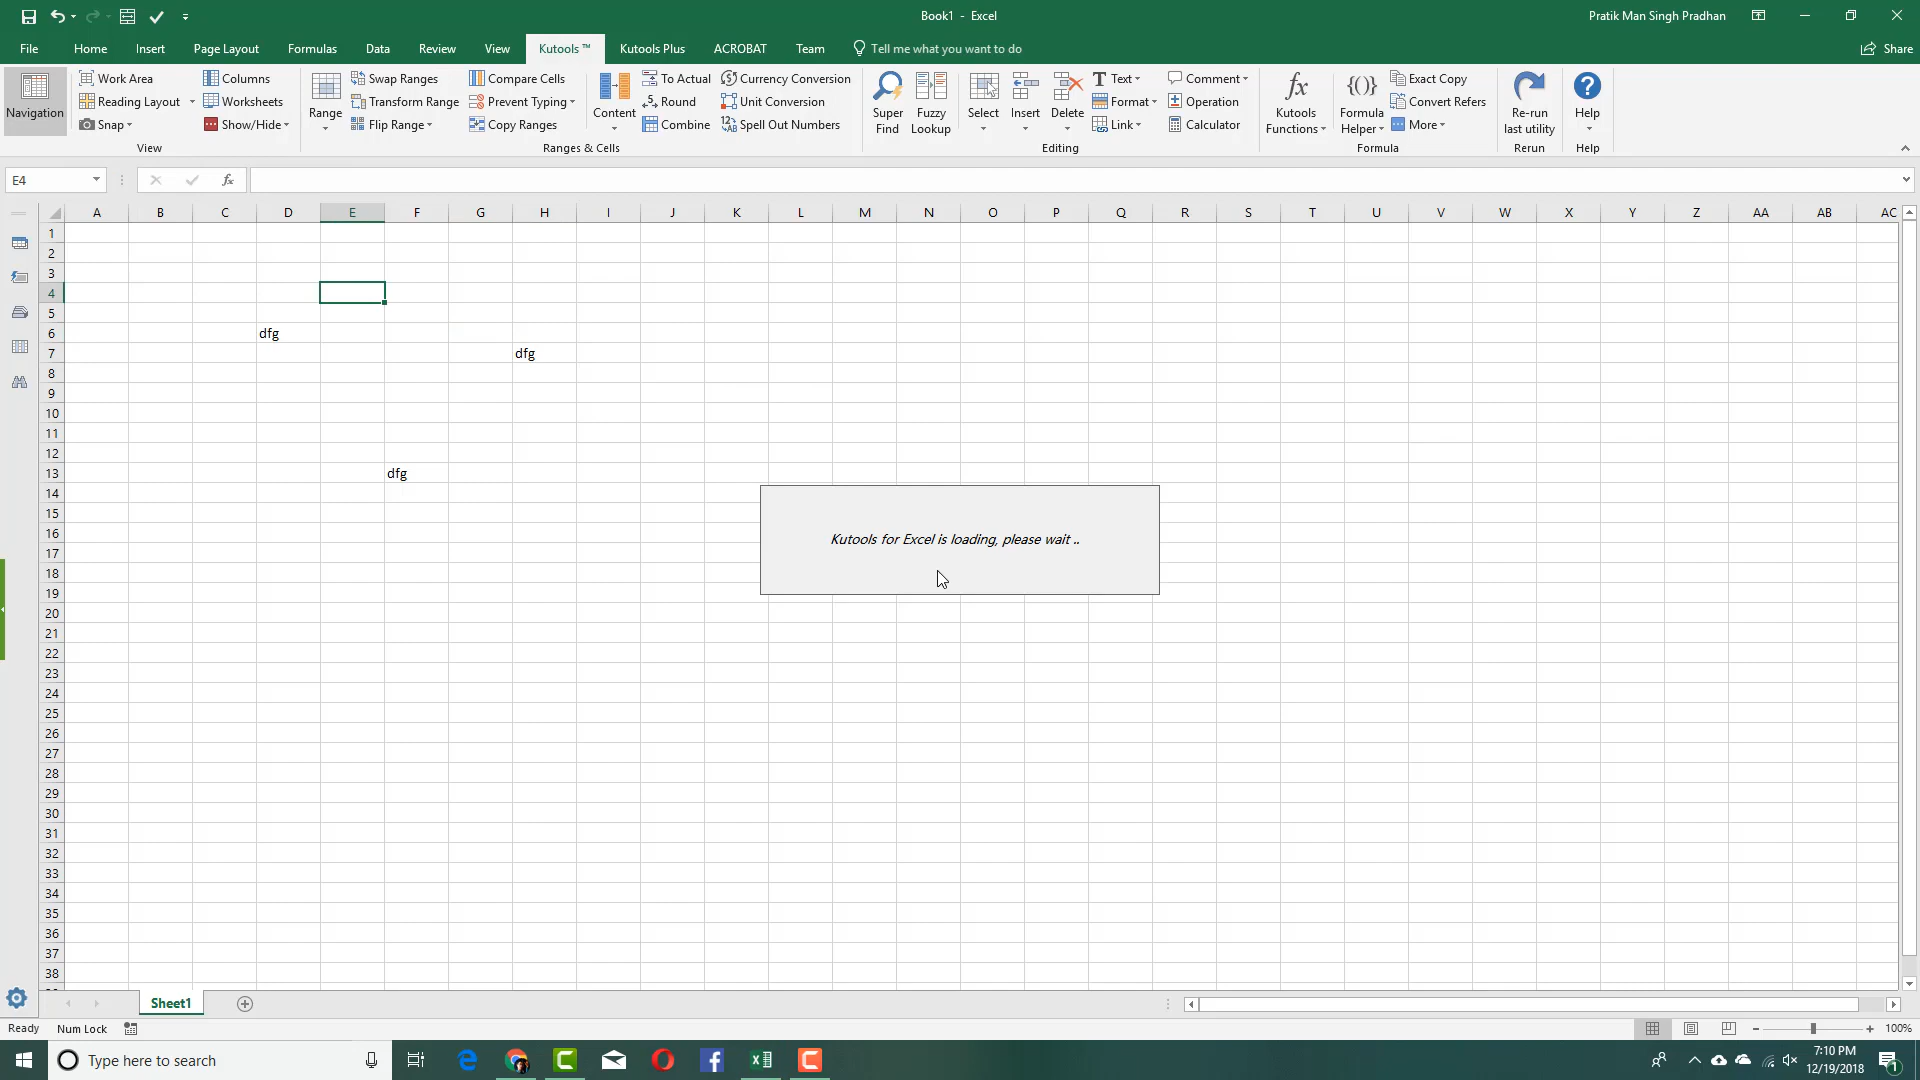 Book1 - Excel
Pratik Man Singh Pradhan
File Home Insert Page Layout Formulas Data Review View Kutools ™ Kutools Plus ACROBAT Team Tell me what you want to do Share
Navigation
Work Area
Reading Layout
Snap
Columns
Worksheets
Show/Hide
View
Range
Swap Ranges
Transform Range
Flip Range
Compare Cells
Prevent Typing
Copy Ranges
Content
To Actual
Round
Combine
Currency Conversion
Unit Conversion
Spell Out Numbers
Ranges & Cells
Super Find
Fuzzy Lookup
Select
Insert
Delete
Text
Format
Link
Comment
Operation
Calculator
Editing
Kutools Functions
Formula Helper
Exact Copy
Convert Refers
More
Formula
Re-run last utility
Rerun
Help
Help
E4
fx
A B C D E F G H I J K L M N O P Q R S T U V W X Y Z AA AB AC
1
2
3
4
5
6 dfg
7 dfg
8
9
10
11
12
13 dfg
14
15
16
17
18
19
20
21
22
23
24
25
26
27
28
29
30
31
32
33
34
35
36
37
38
Kutools for Excel is loading, please wait ..
Sheet1
Ready Num Lock 100%
Type here to search
7:10 PM
12/19/2018
1